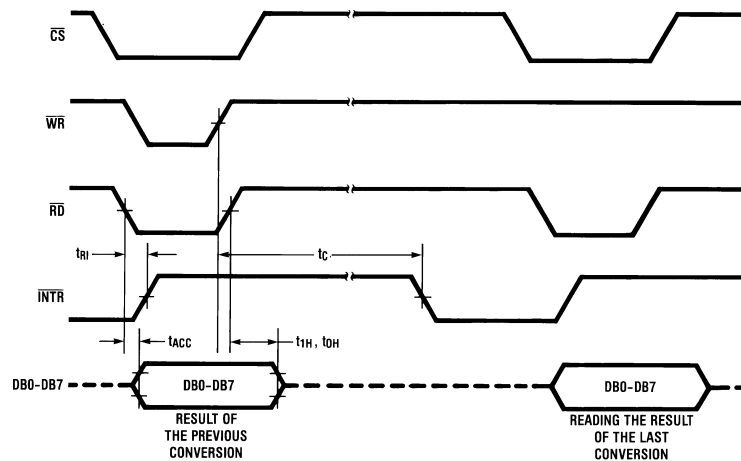 CS
WR
RD
tRI
tC
INTR
tACC
t1H, t0H
DB0-DB7
DB0-DB7
DB0-DB7
RESULT OF
THE PREVIOUS
CONVERSION
READING THE RESULT
OF THE LAST
CONVERSION